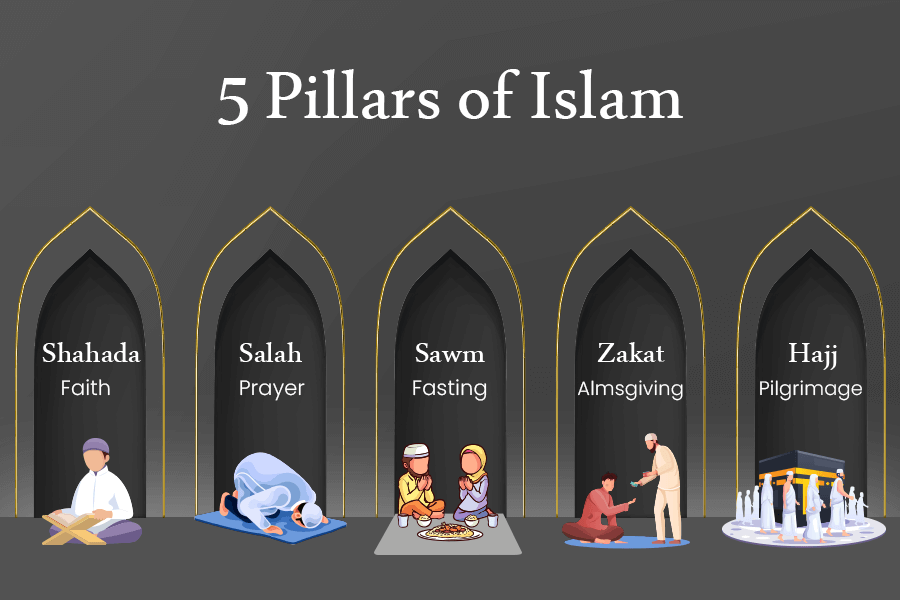 5 Pillars of Islam
Shahada
Faith
Salah
Prayer
Sawm
Fasting
Zakat
Almsgiving
Hajj
Pilgrimage